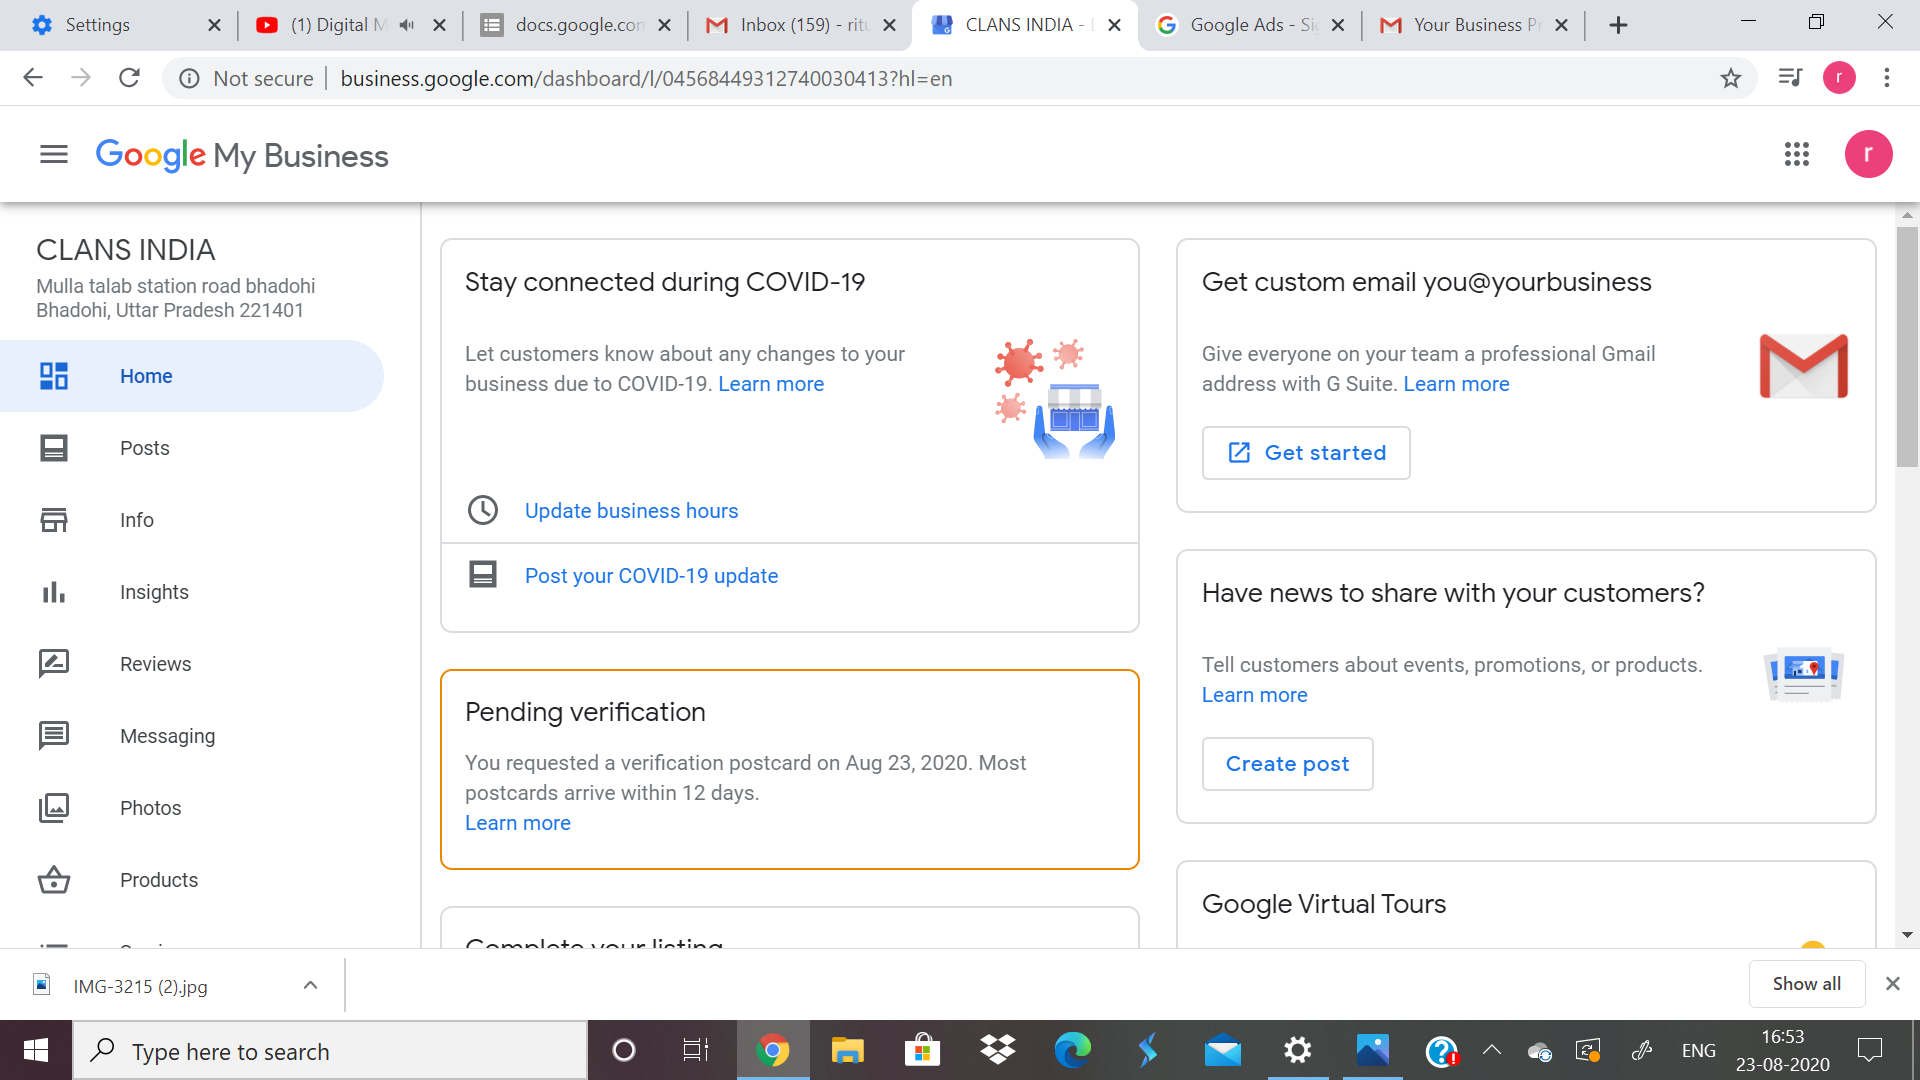 Settings
(1) Digital M
docs.google.com
Inbox (159) - ritu
CLANS INDIA - D
Google Ads - Sig
Your Business Pr
Not secure
business.google.com/dashboard/l/04568449312740030413?hl=en
r
Google My Business
r
CLANS INDIA
Mulla talab station road bhadohi
Bhadohi, Uttar Pradesh 221401
Home
Posts
Info
Insights
Reviews
Messaging
Photos
Products
Stay connected during COVID-19
Let customers know about any changes to your
business due to COVID-19. Learn more
Update business hours
Post your COVID-19 update
Pending verification
You requested a verification postcard on Aug 23, 2020. Most
postcards arrive within 12 days.
Learn more
Complete your listing
Get custom email you@yourbusiness
Give everyone on your team a professional Gmail
address with G Suite. Learn more
Get started
Have news to share with your customers?
Tell customers about events, promotions, or products.
Learn more
Create post
Google Virtual Tours
IMG-3215 (2).jpg
Show all
Type here to search
ENG
16:53
23-08-2020